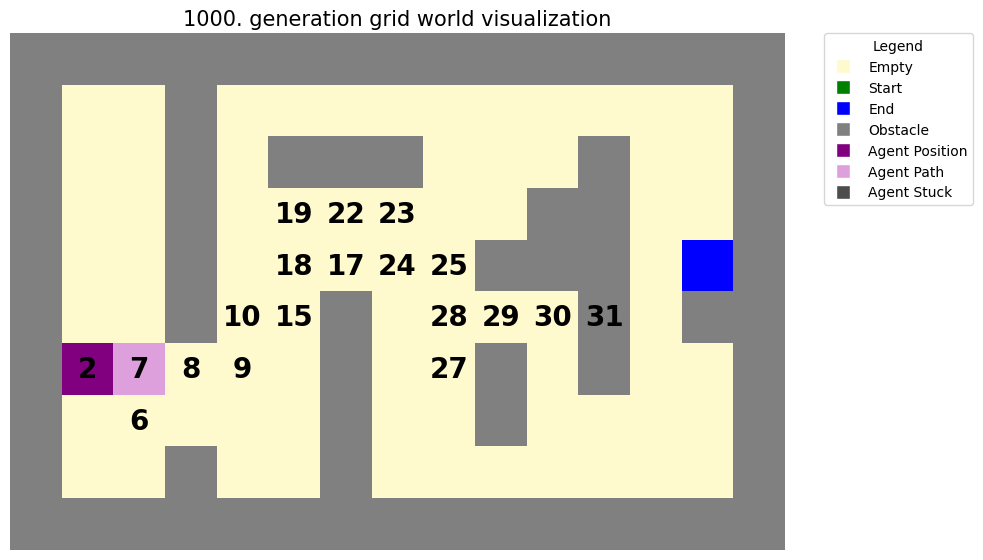 1000. generation grid world visualization
Legend
Empty
Start
End
Obstacle
Agent Position
Agent Path
Agent Stuck
19 22 23
18 17 24 25
10 15 28 29 30 31
2 7 8 9 27
6